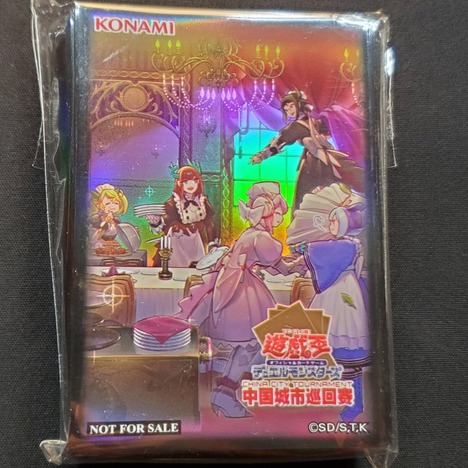 KONAMI
遊戯王
オフィシャルカードゲーム
デュエルモンスターズ
CHINA CITY TOURNAMENT
中国城市巡回赛
NOT FOR SALE
©SD/S,T,K